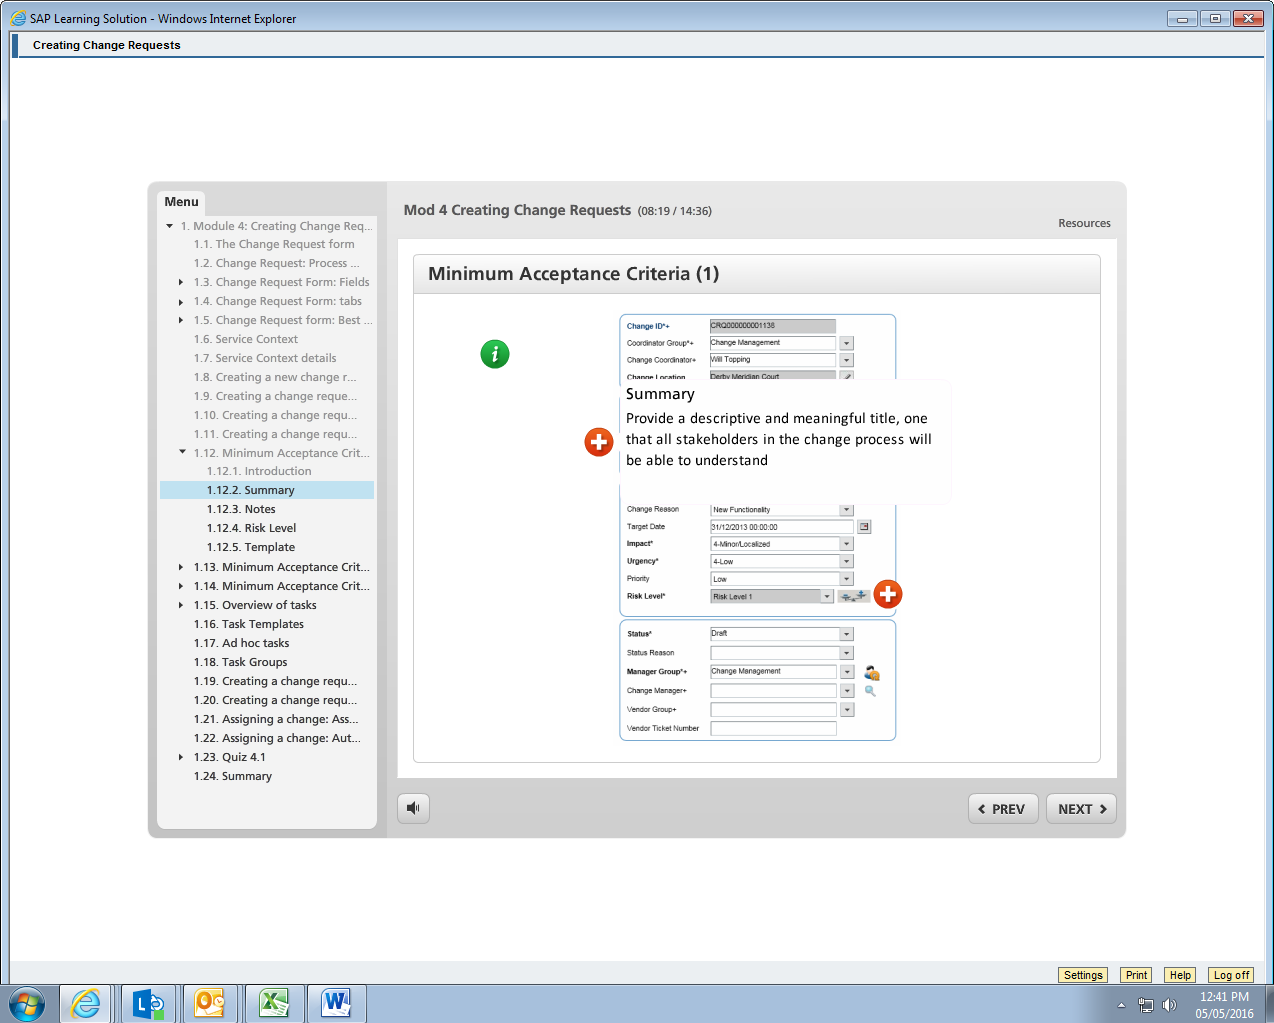 SAP Learning Solution - Windows Internet Explorer
Creating Change Requests
Menu
1. Module 4: Creating Change Req...
1.1. The Change Request form
1.2. Change Request: Process ...
1.3. Change Request Form: Fields
1.4. Change Request Form: tabs
1.5. Change Request form: Best ...
1.6. Service Context
1.7. Service Context details
1.8. Creating a new change r...
1.9. Creating a change reque...
1.10. Creating a change requ...
1.11. Creating a change requ...
1.12. Minimum Acceptance Crit...
1.12.1. Introduction
1.12.2. Summary
1.12.3. Notes
1.12.4. Risk Level
1.12.5. Template
1.13. Minimum Acceptance Crit...
1.14. Minimum Acceptance Crit...
1.15. Overview of tasks
1.16. Task Templates
1.17. Ad hoc tasks
1.18. Task Groups
1.19. Creating a change requ...
1.20. Creating a change requ...
1.21. Assigning a change: Ass...
1.22. Assigning a change: Aut...
1.23. Quiz 4.1
1.24. Summary
Mod 4 Creating Change Requests (08:19 / 14:36)
Resources
Minimum Acceptance Criteria (1)
Change ID*+ CRQ000000001138
Coordinator Group*+ Change Management
Change Coordinator+ Will Topping
Change Location Derby Meridian Court
Summary
Provide a descriptive and meaningful title, one
that all stakeholders in the change process will
be able to understand
Change Reason New Functionality
Target Date 31/12/2013 00:00:00
Impact* 4-Minor/Localized
Urgency* 4-Low
Priority Low
Risk Level* Risk Level 1
Status* Draft
Status Reason
Manager Group*+ Change Management
Change Manager+
Vendor Group+
Vendor Ticket Number
PREV
NEXT
Settings
Print
Help
Log off
12:41 PM
05/05/2016